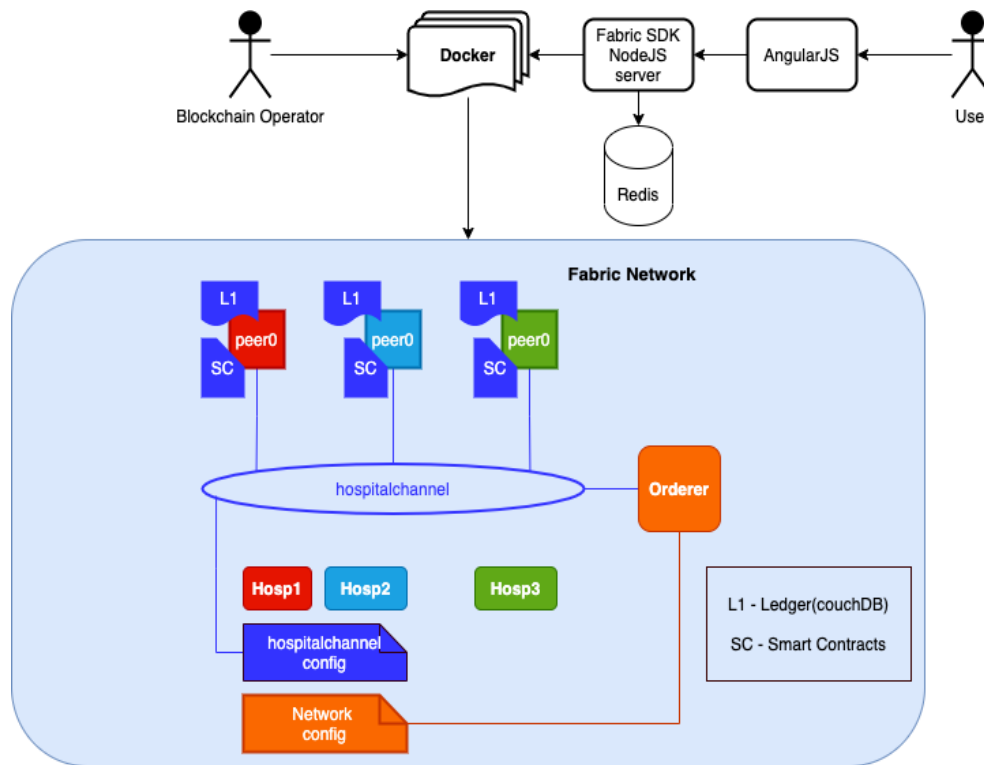 Docker
Fabric SDK
NodeJS
server
AngularJS
Blockchain Operator
Use
Redis
Fabric Network
L1
L1
L1
peer0
peer0
peer0
SC
SC
SC
hospitalchannel
Orderer
Hosp1
Hosp2
Hosp3
L1 - Ledger(couchDB)
SC - Smart Contracts
hospitalchannel
config
Network
config